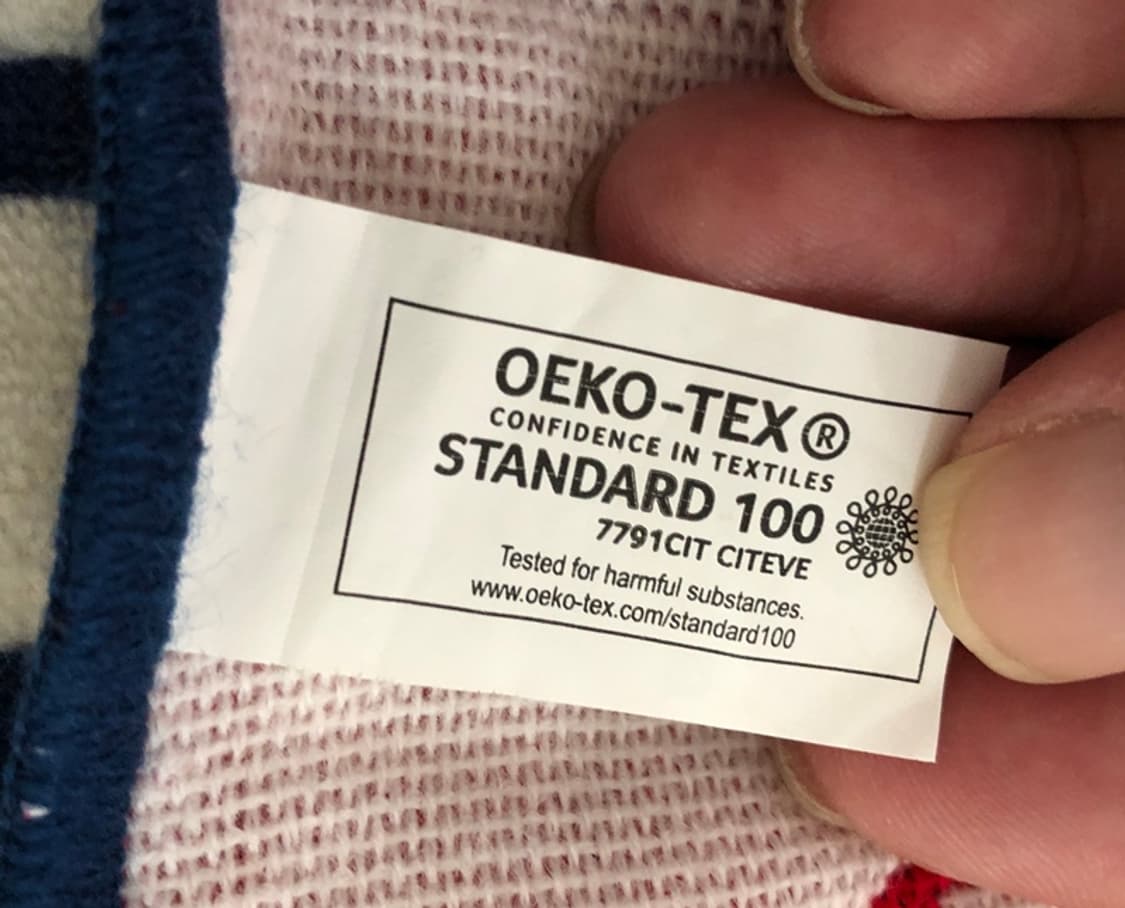 OEKO-TEX®
CONFIDENCE IN TEXTILES
STANDARD 100
7791CIT CITEVE
Tested for harmful substances.
www.oeko-tex.com/standard100